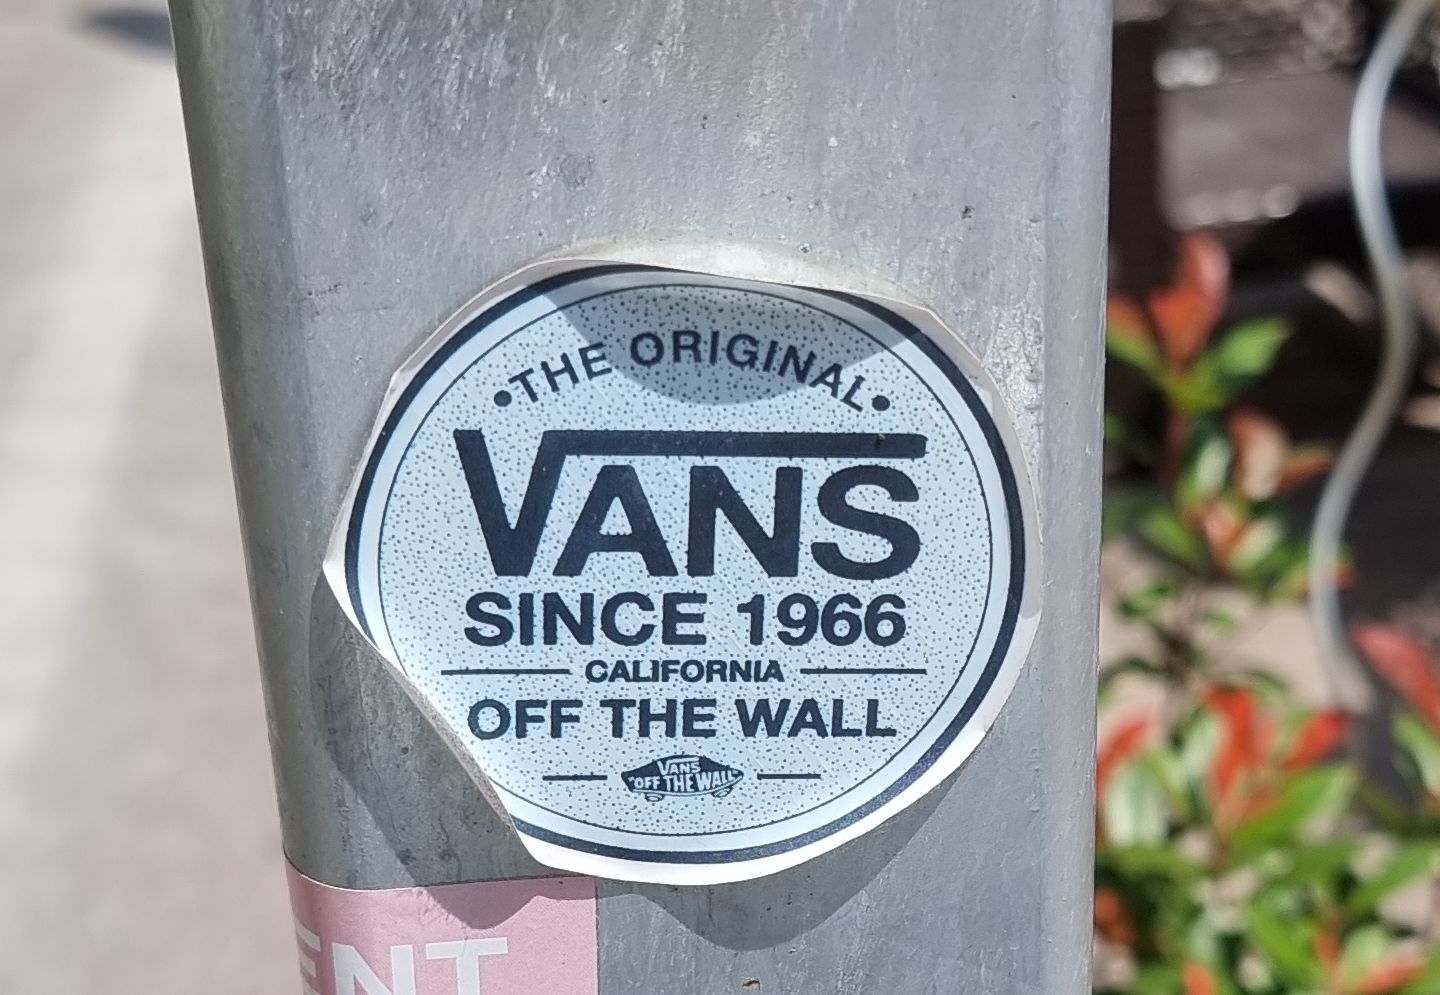 •THE ORIGINAL•
VANS
SINCE 1966
CALIFORNIA
OFF THE WALL
VANS
"OFF THE WALL"
ENT